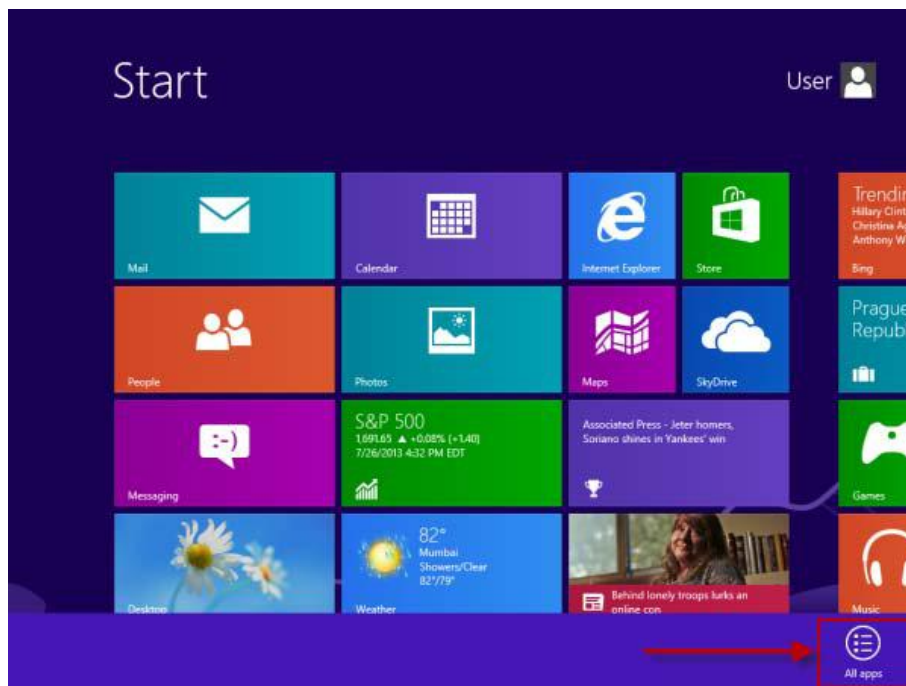 Start
User
Mail
Calendar
Internet Explorer
Store
Trendin
Hillary Clint
Christina Ag
Anthony W
Bing
People
Photos
Maps
SkyDrive
Prague
Repub
Messaging
S&P 500
1,691.65 ▲ +0.08% (+1.40)
7/26/2013 4:32 PM EDT
Associated Press - Jeter homers,
Soriano shines in Yankees' win
Games
Desktop
82°
Mumbai
Showers/Clear
82°/79°
Weather
Behind lonely troops lurks an
online con
Music
All apps